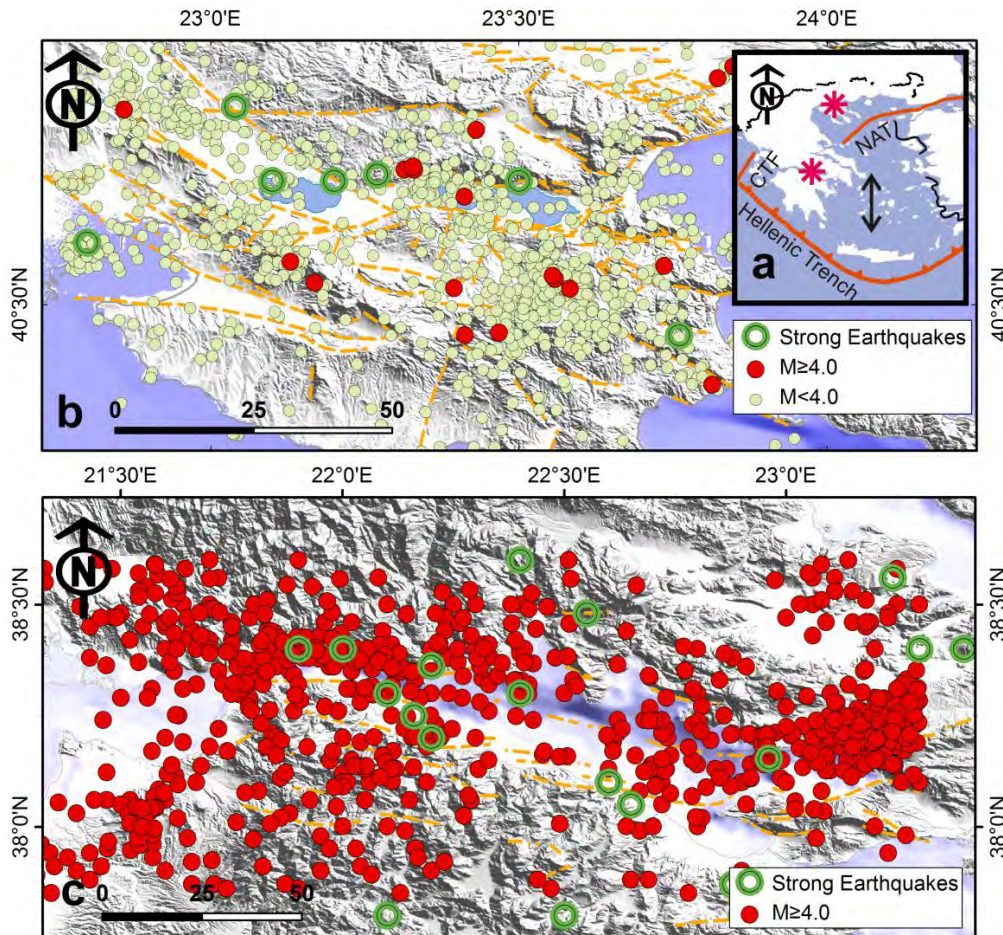 23°0'E 23°30'E 24°0'E
N
N
CTF
NAT
Hellenic Trench
a
40°30'N
40°30'N
Strong Earthquakes
M≥4.0
M<4.0
b
0 25 50
21°50'E 22°0'E 22°50'E 23°0'E
N
38°30'N
38°30'N
38°0'N
38°0'N
Strong Earthquakes
M≥4.0
c
0 25 50